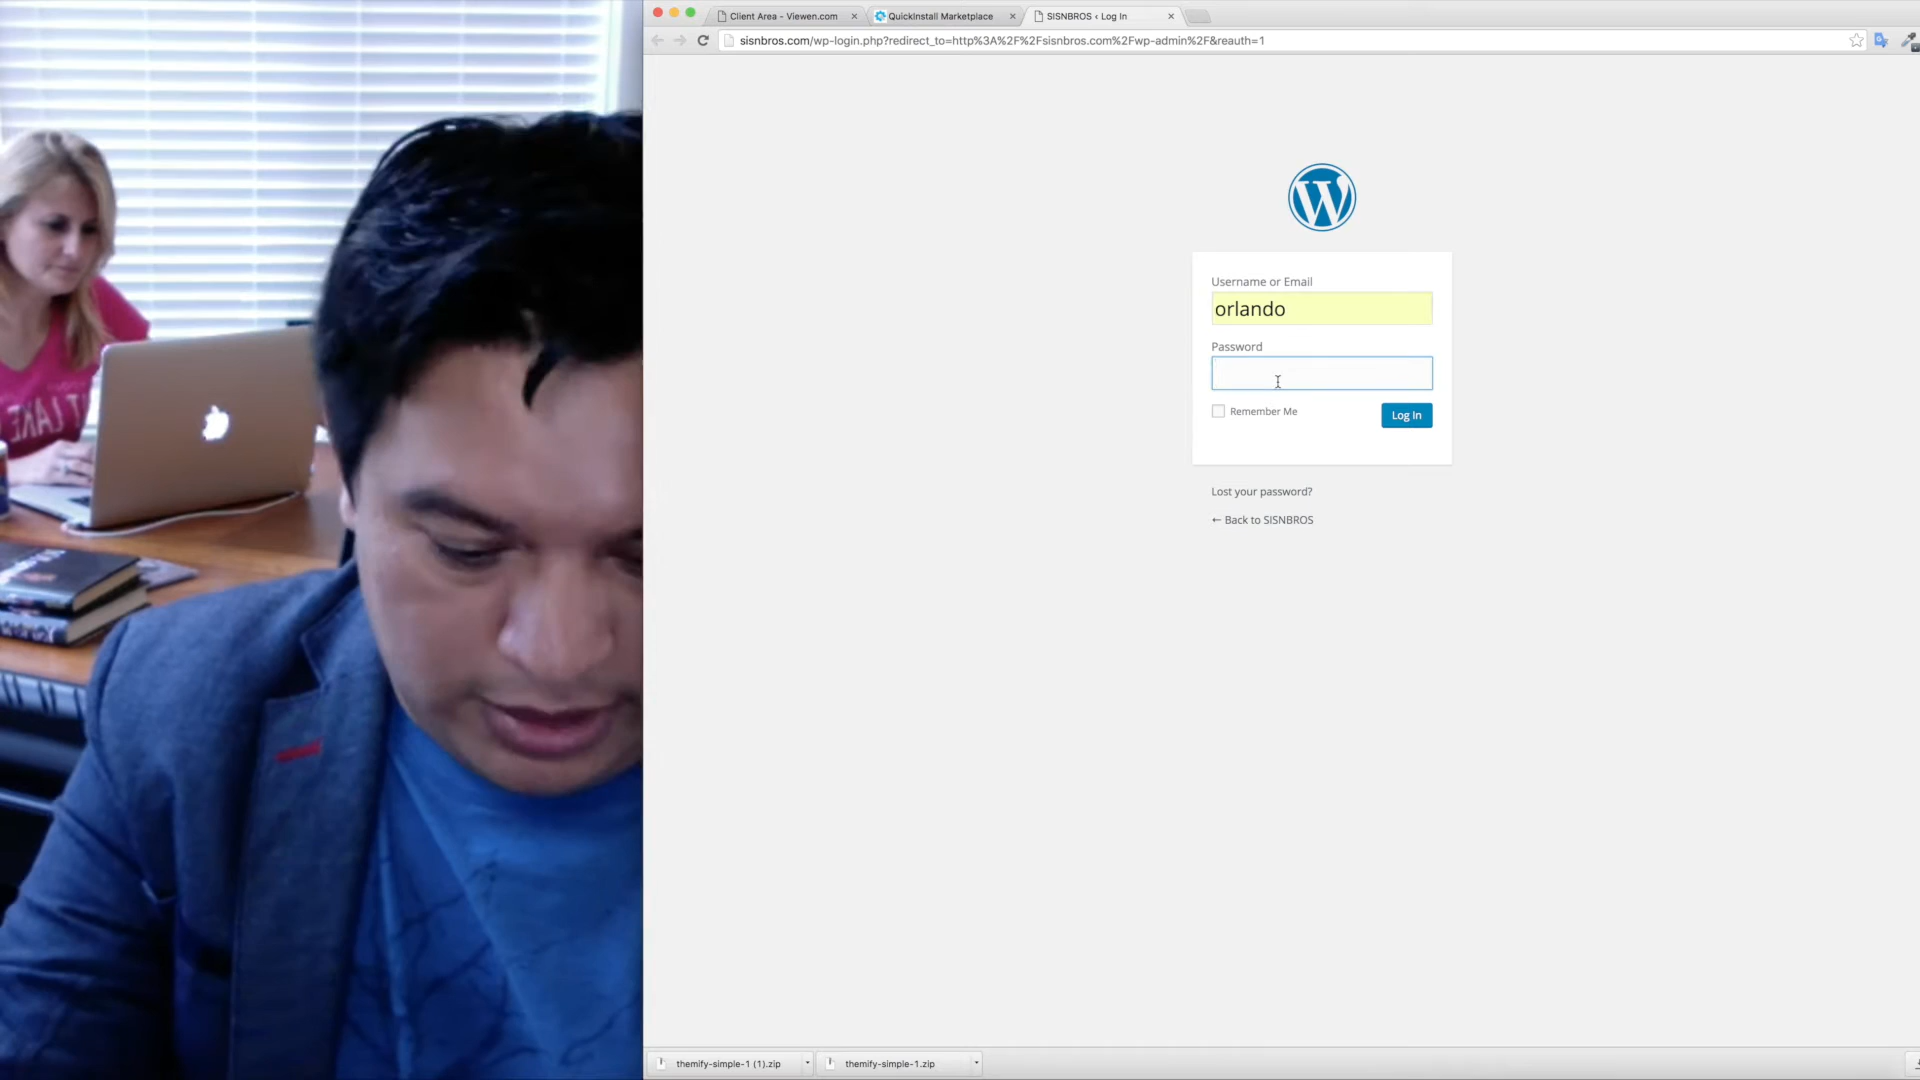 Client Area - Viewen.com
QuickInstall Marketplace
SISNBROS ‹ Log In
sisnbros.com/wp-login.php?redirect_to=http%3A%2F%2Fsisnbros.com%2Fwp-admin%2F&reauth=1
Username or Email
orlando
Password
Remember Me
Log In
Lost your password?
← Back to SISNBROS
themify-simple-1 (1).zip
themify-simple-1.zip